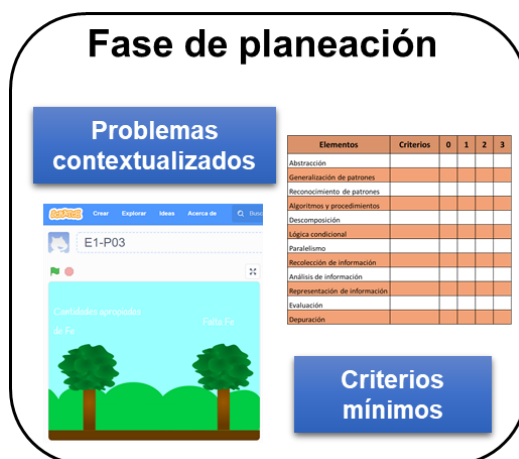 Fase de planeación
Problemas
contextualizados
SCRATCH Crear Explorar Ideas Acerca de Busc
E1-P03
Cantidades apropiadas
de Fe
Falta Fe
Elementos Criterios 0 1 2 3
Abstracción
Generalización de patrones
Reconocimiento de patrones
Algoritmos y procedimientos
Descomposición
Lógica condicional
Paralelismo
Recolección de información
Análisis de información
Representación de información
Evaluación
Depuración
Criterios
mínimos